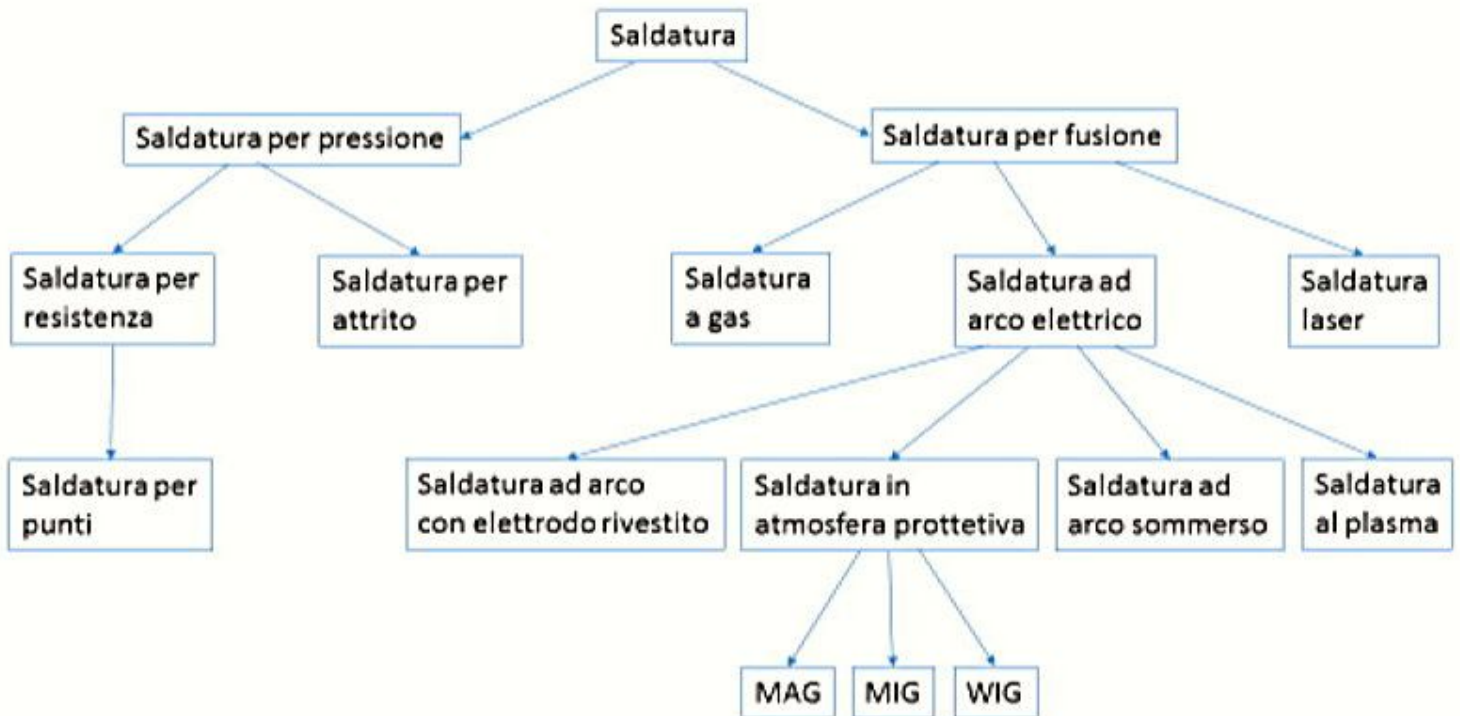 Saldatura
Saldatura per pressione
Saldatura per fusione
Saldatura per
resistenza
Saldatura per
attrito
Saldatura
a gas
Saldatura ad
arco elettrico
Saldatura
laser
Saldatura per
punti
Saldatura ad arco
con elettrodo rivestito
Saldatura in
atmosfera prottetiva
Saldatura ad
arco sommerso
Saldatura
al plasma
MAG
MIG
WIG